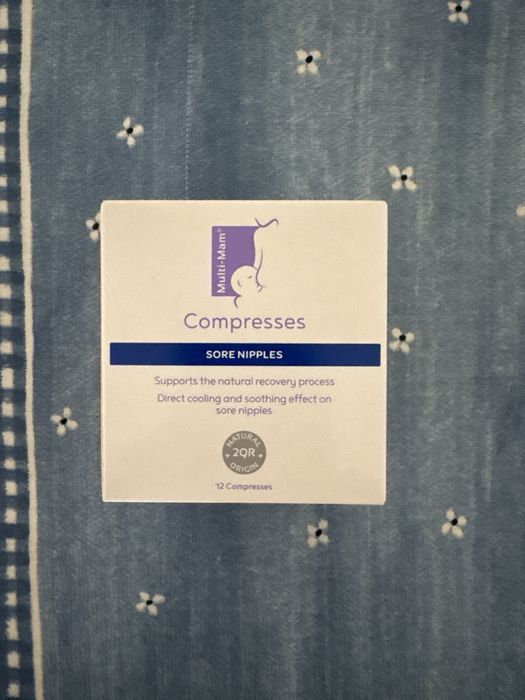 Multi-Mam®
Compresses
SORE NIPPLES
Supports the natural recovery process
Direct cooling and soothing effect on
sore nipples
NATURAL
2QR
ORIGIN
12 Compresses